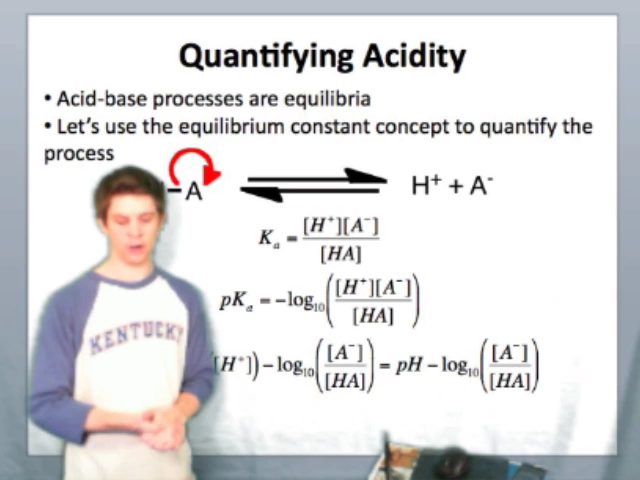 Quantifying Acidity
• Acid-base processes are equilibria
• Let's use the equilibrium constant concept to quantify the
process
–A H⁺ + A⁻
Kₐ = [H⁺][A⁻] / [HA]
pKₐ = −log₁₀([H⁺][A⁻] / [HA])
[H⁺]) − log₁₀([A⁻] / [HA]) = pH − log₁₀([A⁻] / [HA])
KENTUCKY